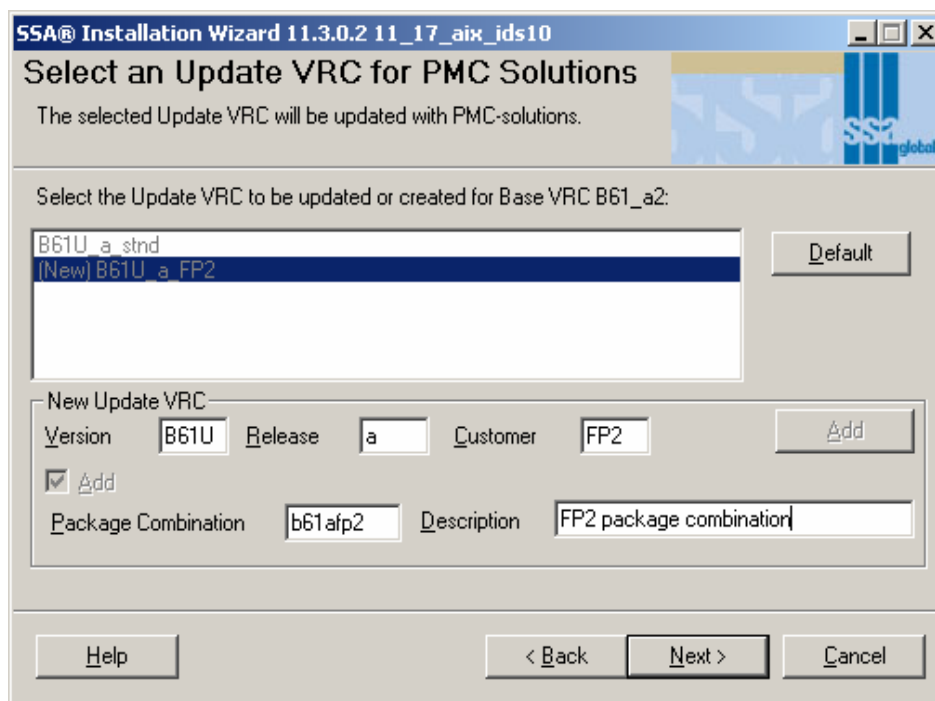 SSA® Installation Wizard 11.3.0.2 11_17_aix_ids10
Select an Update VRC for PMC Solutions
The selected Update VRC will be updated with PMC-solutions.
ssa global
Select the Update VRC to be updated or created for Base VRC B61_a2:
B61U_a_stnd
(New) B61U_a_FP2
Default
New Update VRC
Version B61U Release a Customer FP2 Add
Add
Package Combination b61afp2 Description FP2 package combination
Help < Back Next > Cancel